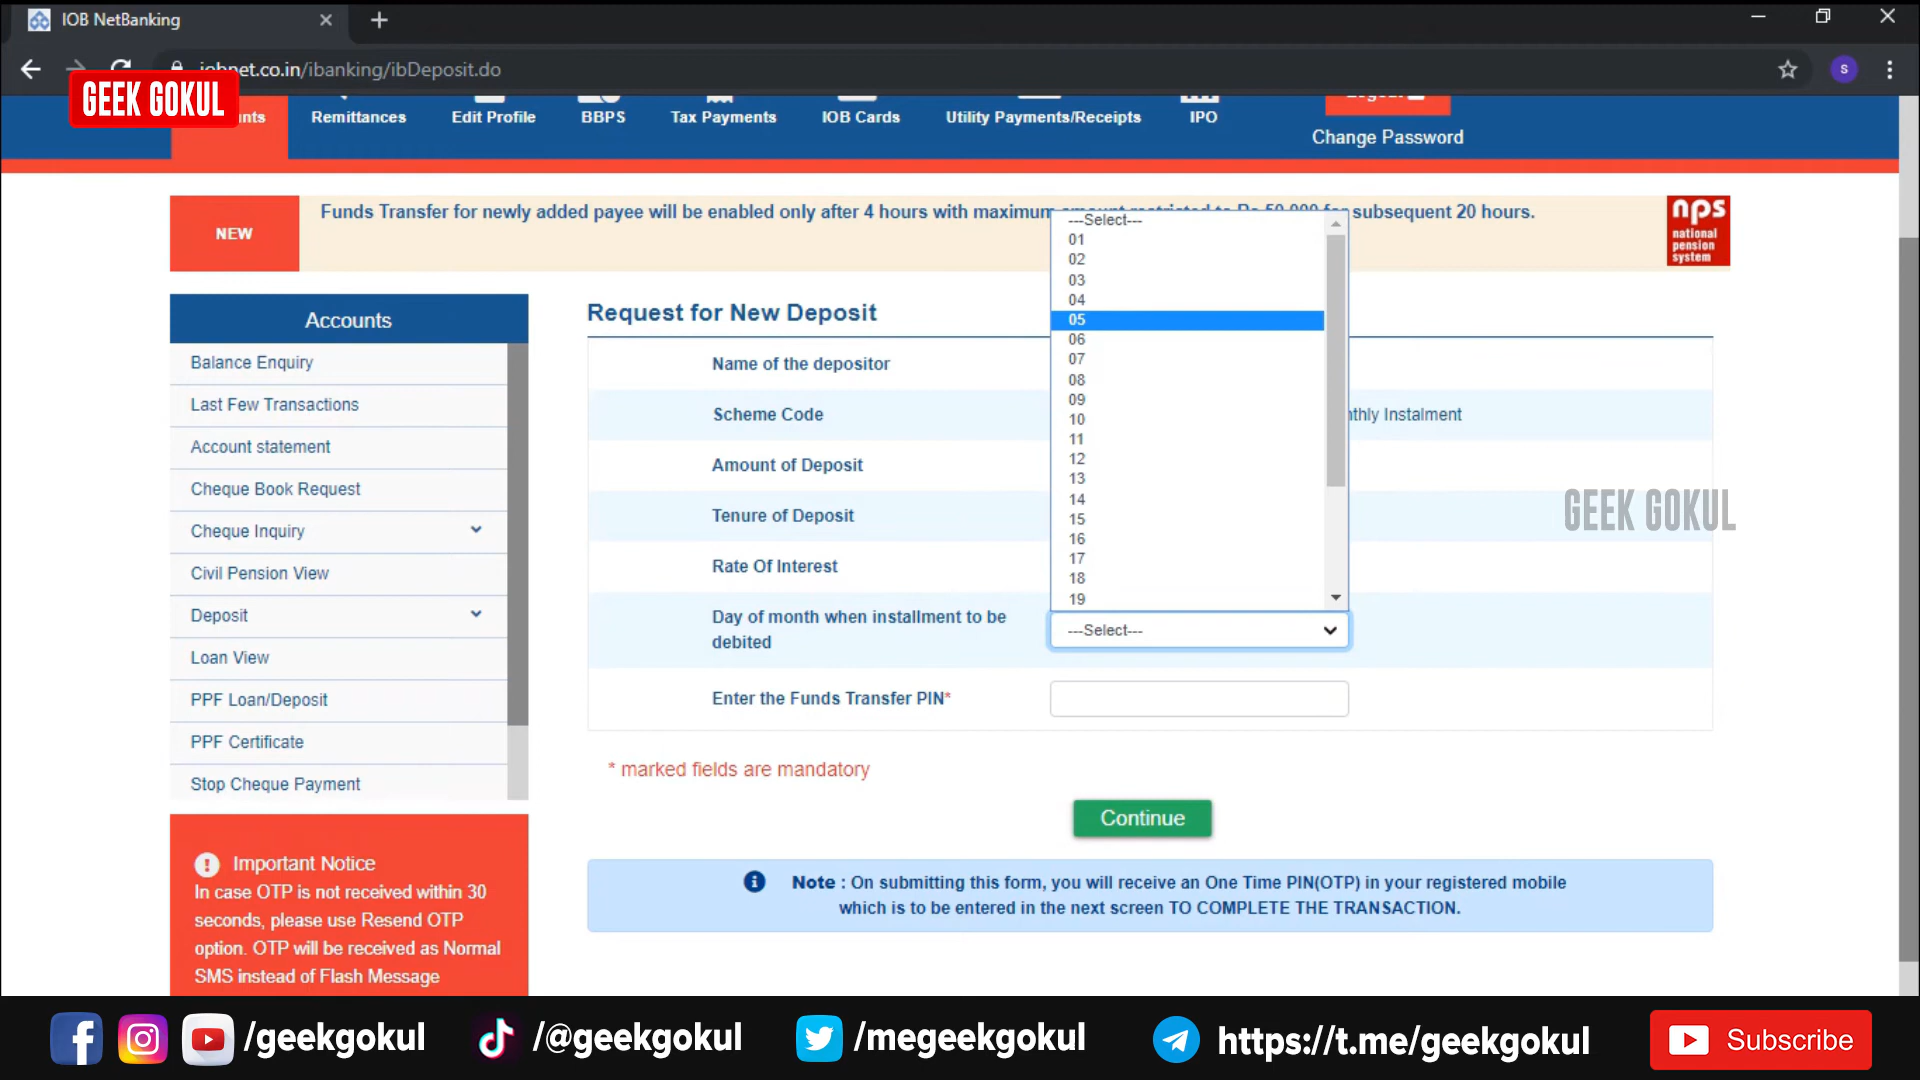 IOB NetBanking
iobnet.co.in/ibanking/ibDeposit.do
S
GEEK GOKUL
Remittances
Edit Profile
BBPS
Tax Payments
IOB Cards
Utility Payments/Receipts
IPO
Logout
Change Password
NEW
Funds Transfer for newly added payee will be enabled only after 4 hours with maximum amount restricted to Rs 50,000 for subsequent 20 hours.
nps
national
pension
system
Accounts
Balance Enquiry
Last Few Transactions
Account statement
Cheque Book Request
Cheque Inquiry
Civil Pension View
Deposit
Loan View
PPF Loan/Deposit
PPF Certificate
Stop Cheque Payment
Important Notice
In case OTP is not received within 30
seconds, please use Resend OTP
option. OTP will be received as Normal
SMS instead of Flash Message
Request for New Deposit
Name of the depositor
Scheme Code
thly Instalment
Amount of Deposit
Tenure of Deposit
Rate Of Interest
Day of month when installment to be
debited
---Select---
01
02
03
04
05
06
07
08
09
10
11
12
13
14
15
16
17
18
19
---Select---
Enter the Funds Transfer PIN*
* marked fields are mandatory
Continue
Note : On submitting this form, you will receive an One Time PIN(OTP) in your registered mobile
which is to be entered in the next screen TO COMPLETE THE TRANSACTION.
GEEK GOKUL
/geekgokul
/@geekgokul
/megeekgokul
https://t.me/geekgokul
Subscribe